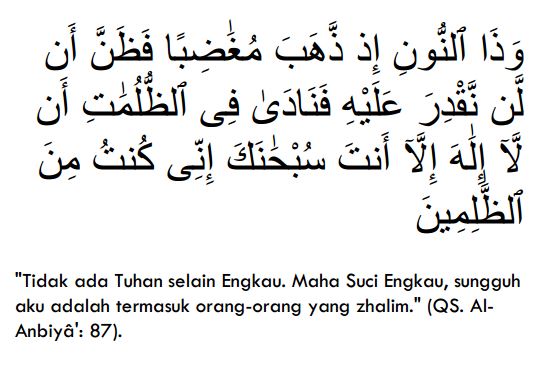 وَذَا ٱلنُّونِ إِذ ذَّهَبَ مُغَٰضِبًا فَظَنَّ أَن
لَّن نَّقْدِرَ عَلَيْهِ فَنَادَىٰ فِى ٱلظُّلُمَٰتِ أَن
لَّآ إِلَٰهَ إِلَّآ أَنتَ سُبْحَٰنَكَ إِنِّى كُنتُ مِنَ
ٱلظَّٰلِمِينَ
"Tidak ada Tuhan selain Engkau. Maha Suci Engkau, sungguh
aku adalah termasuk orang-orang yang zhalim." (QS. Al-
Anbiyâ': 87).